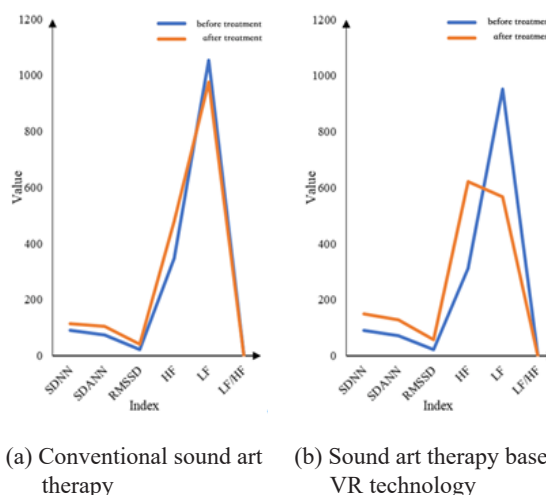 1200
before treatment
after treatment
1000
800
600
400
200
0
Value
SDNN
SDANN
RMSSD
HF
LF
LF/HF
Index
(a) Conventional sound art
therapy
1200
before treatment
after treatment
1000
800
600
400
200
0
Value
SDNN
SDANN
RMSSD
HF
LF
LF/HF
Index
(b) Sound art therapy base
VR technology